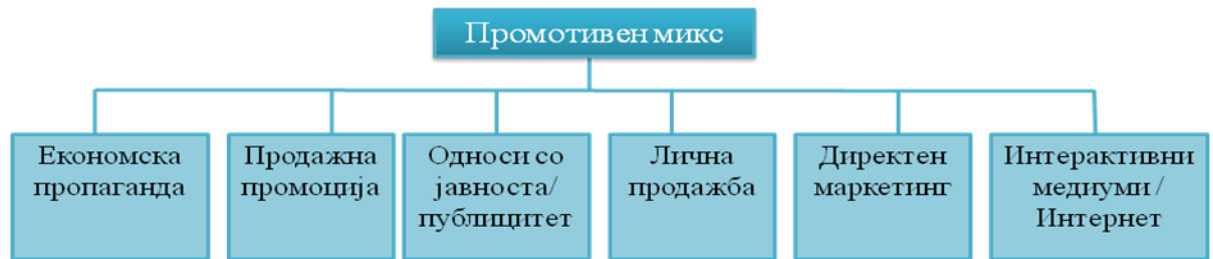 Промотивен микс
Економска
пропаганда
Продажна
промоција
Односи со
јавноста/
публицитет
Лична
продажба
Директен
маркетинг
Интерактивни
медиуми /
Интернет